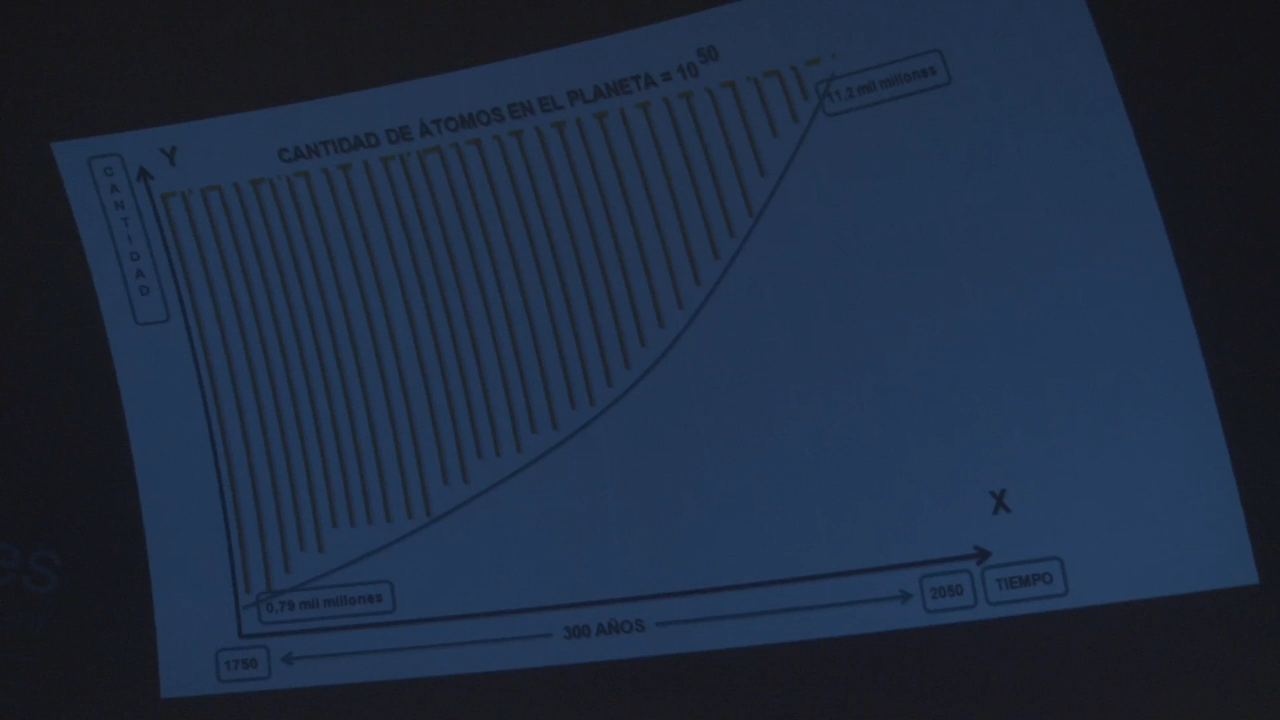 CANTIDAD DE ÁTOMOS EN EL PLANETA = 10^50
Y
CANTIDAD
11.2 mil millones
X
0,79 mil millones
2050
TIEMPO
300 AÑOS
1750
es